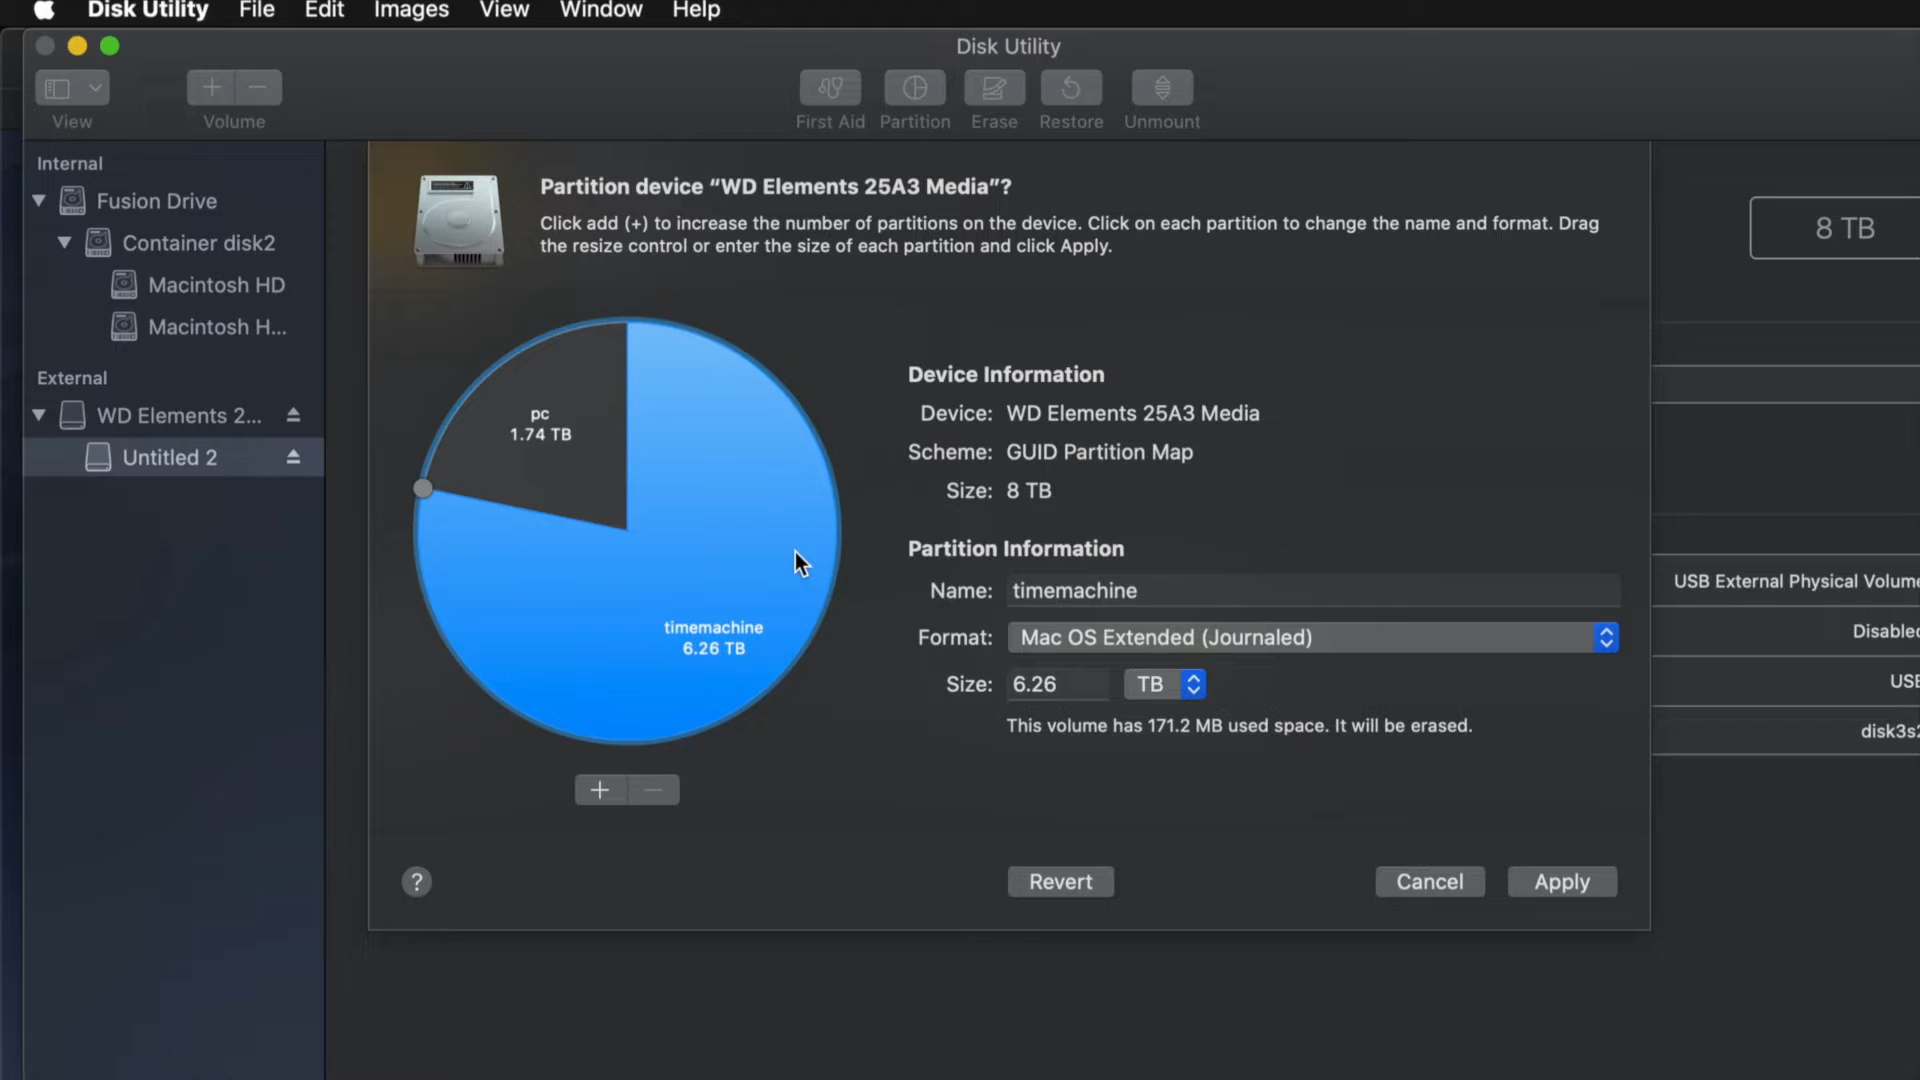 Disk Utility File Edit Images View Window Help
Disk Utility
View
Volume
First Aid
Partition
Erase
Restore
Unmount
Internal
Fusion Drive
Container disk2
Macintosh HD
Macintosh H...
External
WD Elements 2...
Untitled 2
Partition device “WD Elements 25A3 Media”?
Click add (+) to increase the number of partitions on the device. Click on each partition to change the name and format. Drag
the resize control or enter the size of each partition and click Apply.
pc
1.74 TB
timemachine
6.26 TB
Device Information
Device: WD Elements 25A3 Media
Scheme: GUID Partition Map
Size: 8 TB
Partition Information
Name: timemachine
Format: Mac OS Extended (Journaled)
Size: 6.26 TB
This volume has 171.2 MB used space. It will be erased.
?
Revert
Cancel
Apply
8 TB
USB External Physical Volume
Disabled
USB
disk3s2